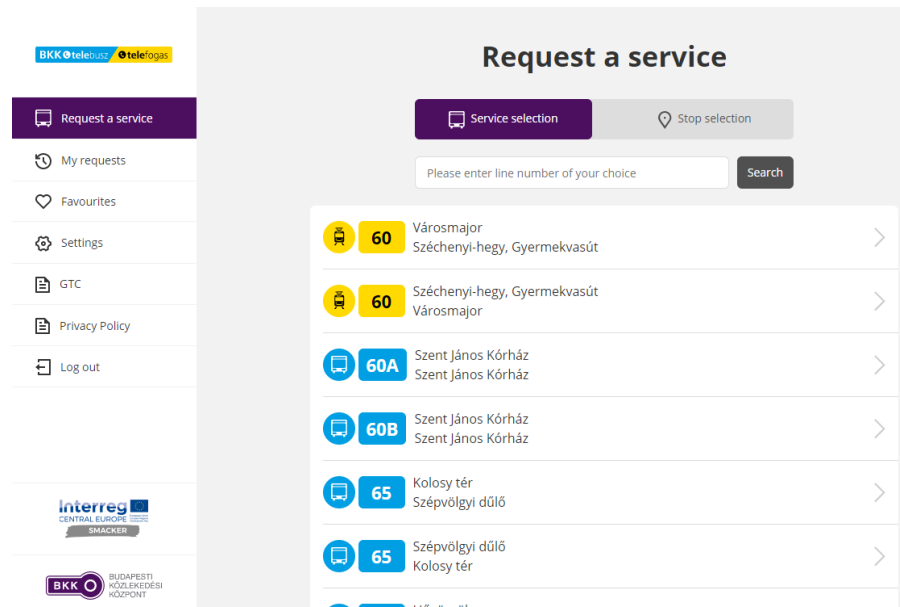 BKK telebusz telefogas
Request a service
My requests
Favourites
Settings
GTC
Privacy Policy
Log out
Interreg
CENTRAL EUROPE
SMACKER
BKK
BUDAPESTI
KÖZLEKEDÉSI
KÖZPONT
Request a service
Service selection
Stop selection
Please enter line number of your choice
Search
60
Városmajor
Széchenyi-hegy, Gyermekvasút
60
Széchenyi-hegy, Gyermekvasút
Városmajor
60A
Szent János Kórház
Szent János Kórház
60B
Szent János Kórház
Szent János Kórház
65
Kolosy tér
Szépvölgyi dűlő
65
Szépvölgyi dűlő
Kolosy tér